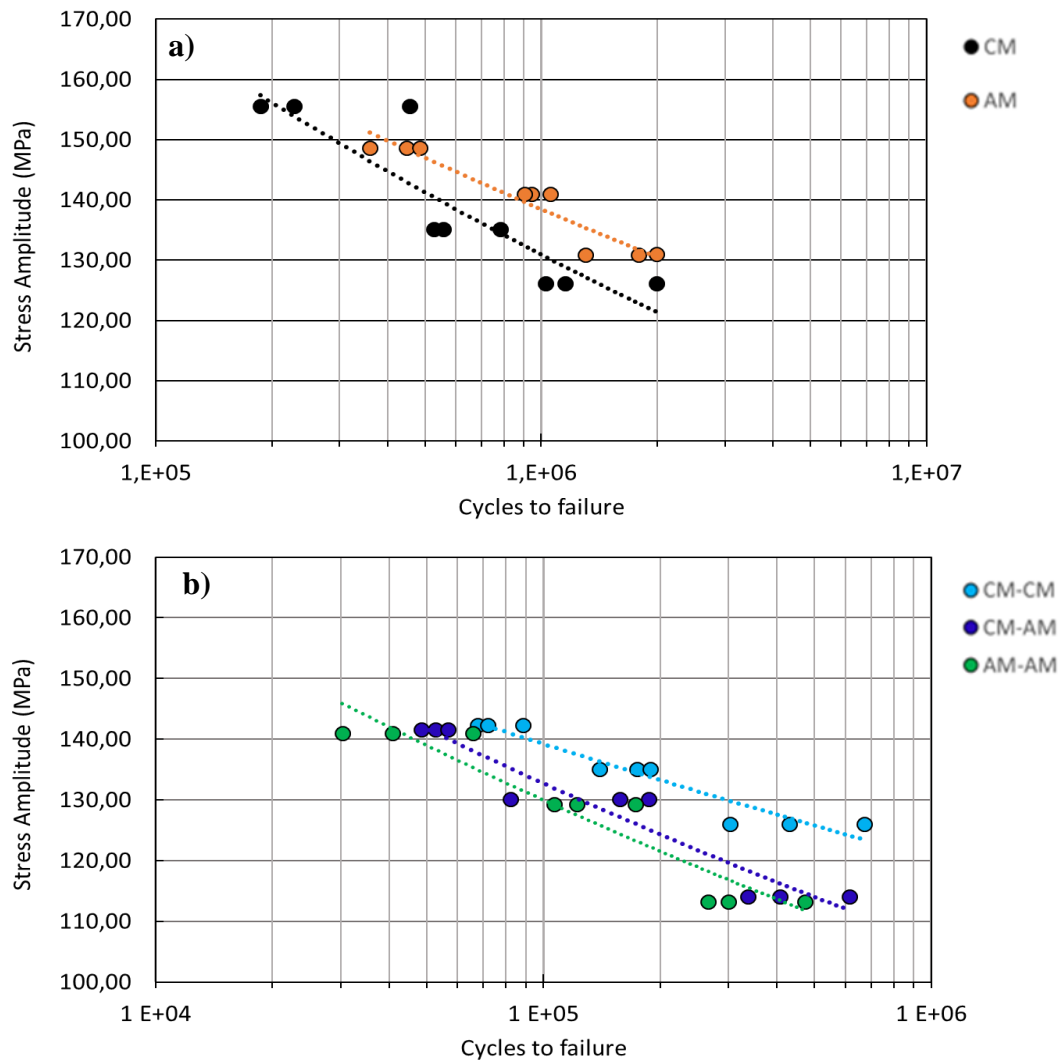 a)
170,00
160,00
150,00
140,00
130,00
120,00
110,00
100,00
Stress Amplitude (MPa)
1,E+05 1,E+06 1,E+07
Cycles to failure
CM
AM
b)
170,00
160,00
150,00
140,00
130,00
120,00
110,00
100,00
Stress Amplitude (MPa)
1 E+04 1 E+05 1 E+06
Cycles to failure
CM-CM
CM-AM
AM-AM